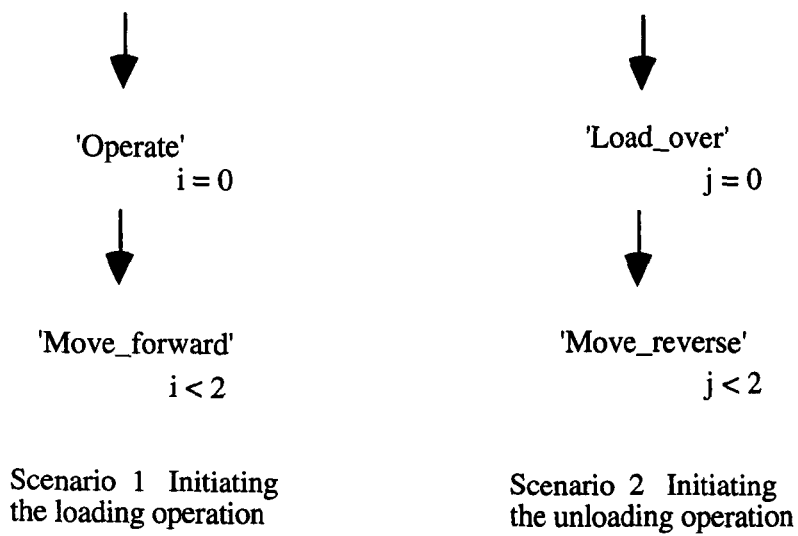 'Operate'
i = 0
'Move_forward'
i < 2
Scenario 1 Initiating
the loading operation
'Load_over'
j = 0
'Move_reverse'
j < 2
Scenario 2 Initiating
the unloading operation